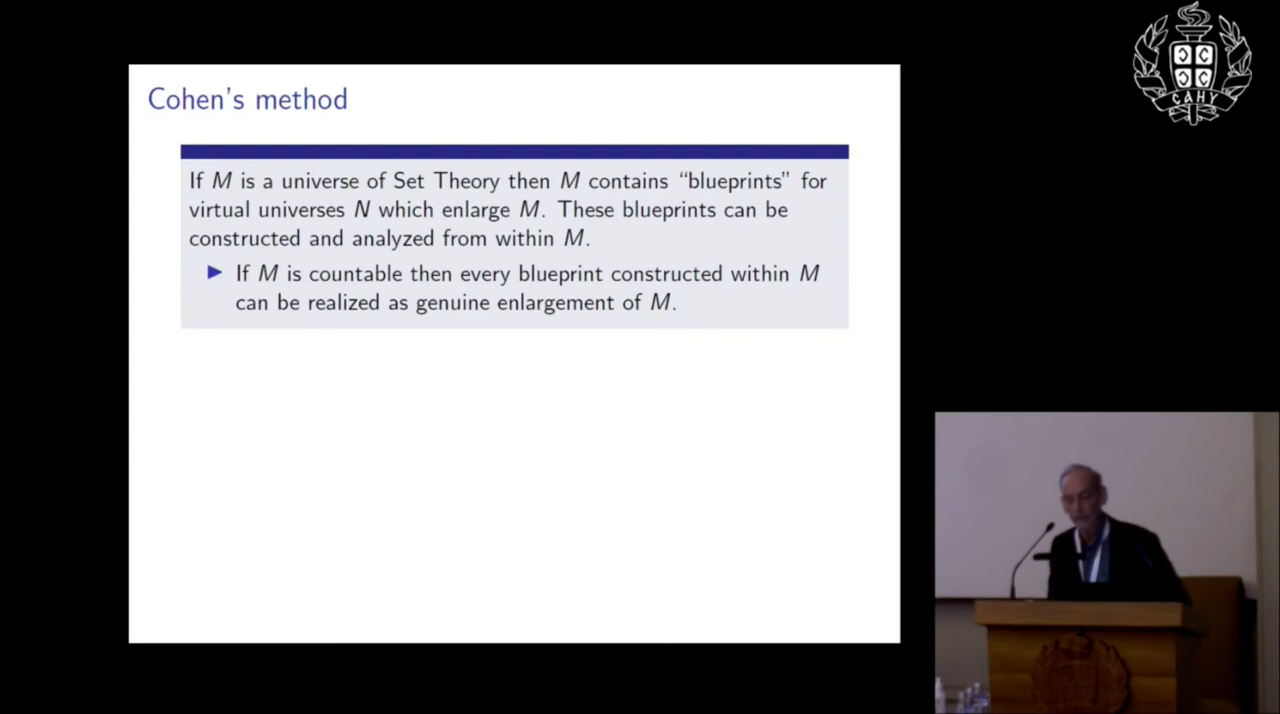 Cohen's method
If M is a universe of Set Theory then M contains “blueprints” for
virtual universes N which enlarge M. These blueprints can be
constructed and analyzed from within M.
If M is countable then every blueprint constructed within M
can be realized as genuine enlargement of M.
САНУ